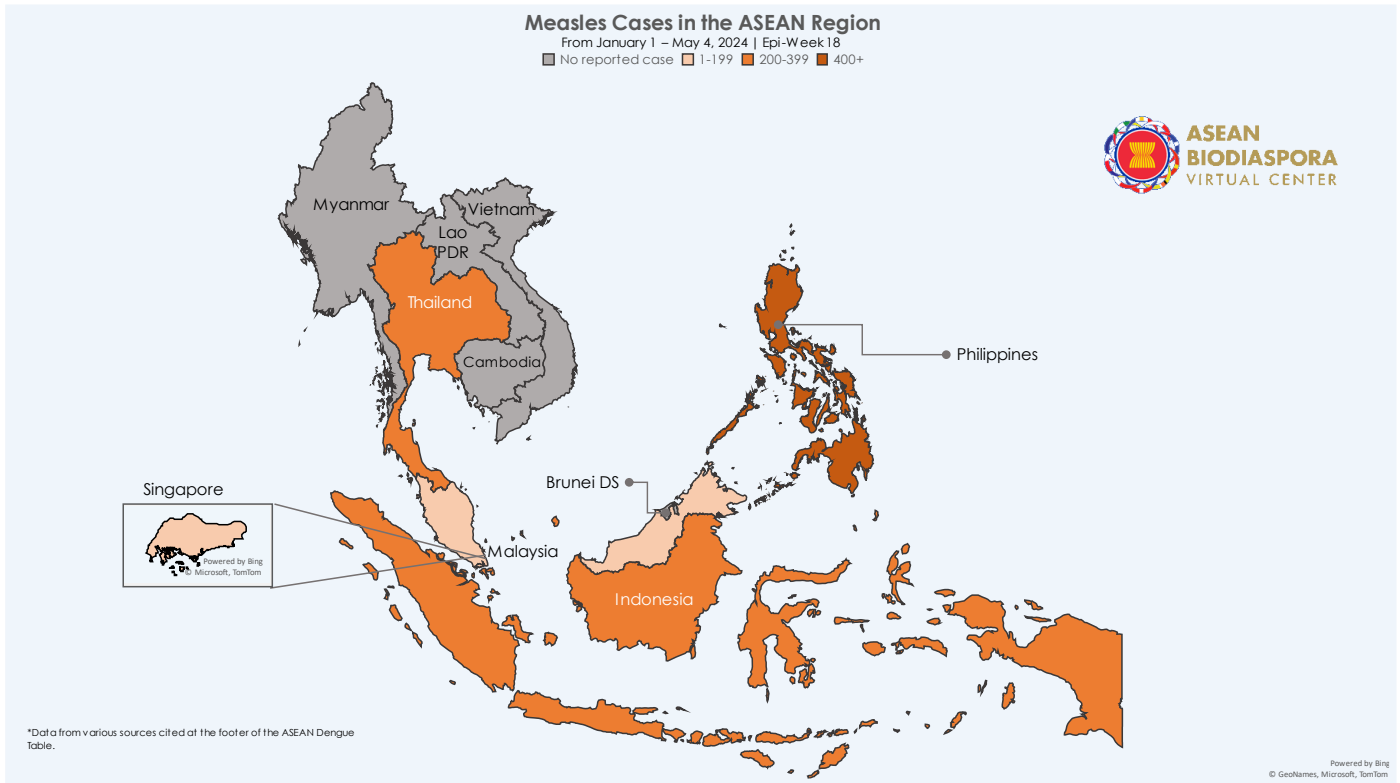 Measles Cases in the ASEAN Region
From January 1 – May 4, 2024 | Epi-Week 18
No reported case 1-199 200-399 400+
ASEAN
BIODIASPORA
VIRTUAL CENTER
Myanmar
Vietnam
Lao
PDR
Thailand
Cambodia
Philippines
Brunei DS
Singapore
Powered by Bing
© Microsoft, TomTom
Malaysia
Indonesia
*Data from various sources cited at the footer of the ASEAN Dengue
Table.
Powered by Bing
© GeoNames, Microsoft, TomTom